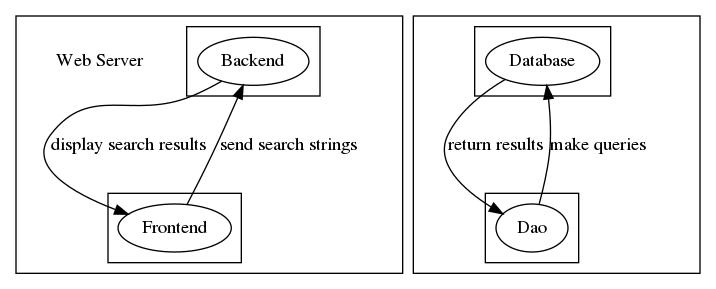 Web Server
Backend
display search results
send search strings
Frontend
Database
return results
make queries
Dao